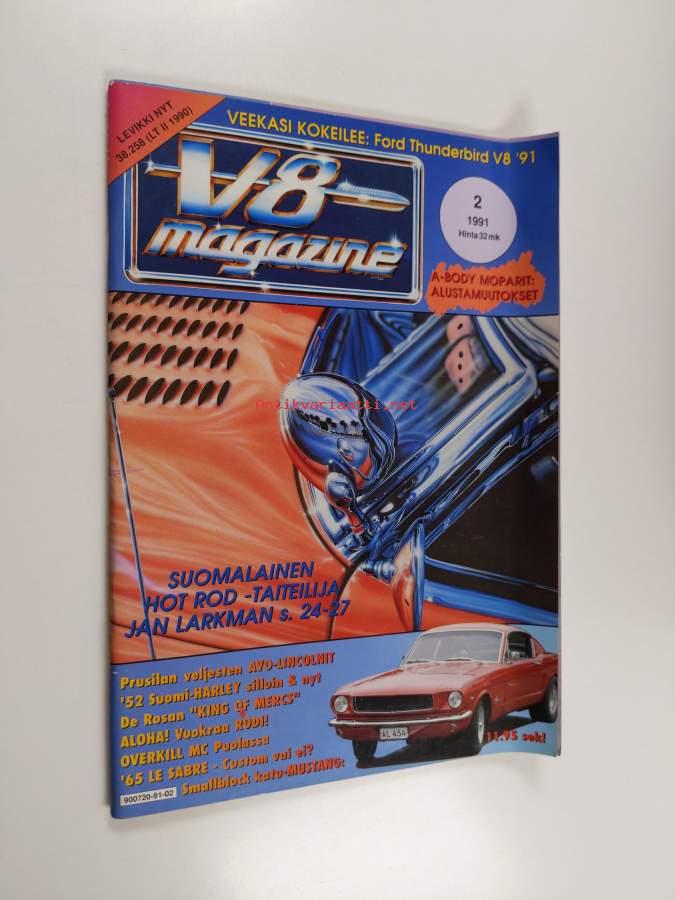 LEVIKKI NYT
38.258 (LT II 1990)
VEEKASI KOKEILEE: Ford Thunderbird V8 '91
V8
magazine
2
1991
Hinta 32 mk
A-BODY MOPARIT:
ALUSTAMUUTOKSET
Antikvariaatti.net
SUOMALAINEN
HOT ROD -TAITEILIJA
JAN LARKMAN s. 24-27
Prusilan veljesten AVO-LINCOLNIT
'52 Suomi-HARLEY silloin & nyt
De Rosan "KING OF MERCS"
ALOHA! Vuokraa RODI!
OVERKILL MC Puolassa
'65 LE SABRE - Custom vai ei?
Smallblock katu-MUSTANG:
11.95 sek!
ÄL 454
900720-91-02